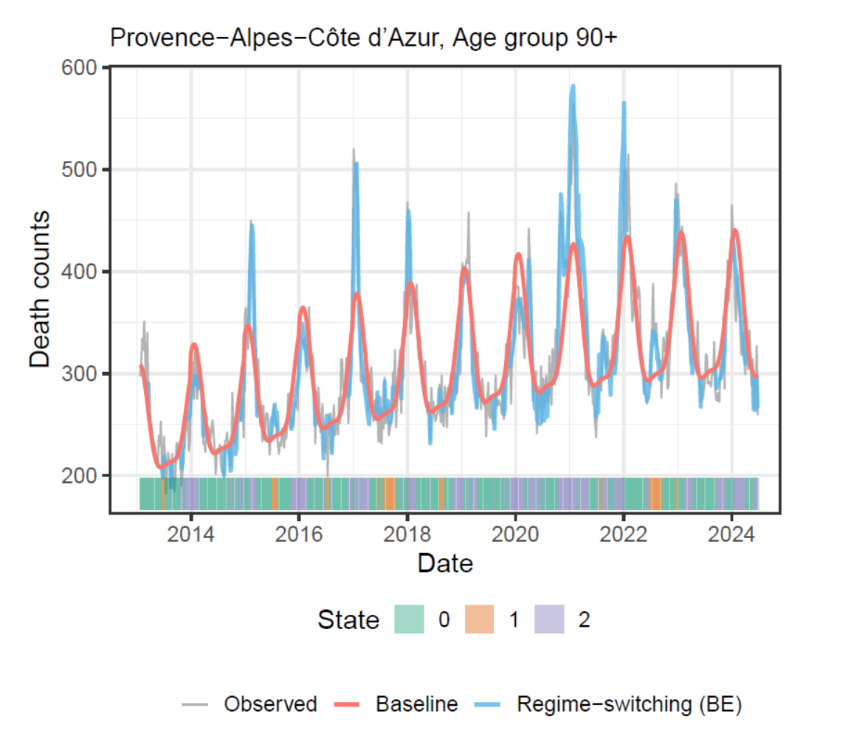 Provence−Alpes−Côte d'Azur, Age group 90+
600
500
400
300
200
Death counts
2014 2016 2018 2020 2022 2024
Date
State 0 1 2
Observed Baseline Regime−switching (BE)